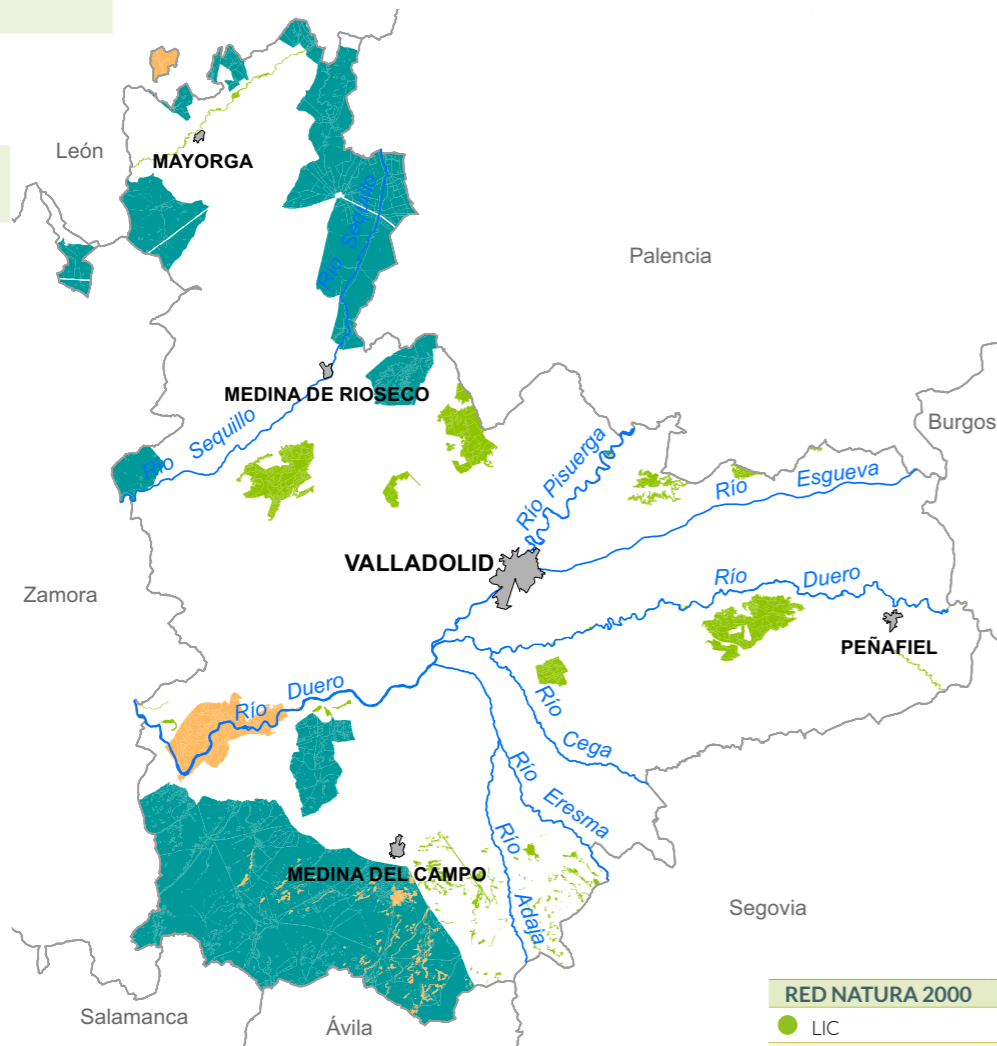 León
MAYORGA
Río Sequillo
Palencia
MEDINA DE RIOSECO
Río Sequillo
Burgos
Río Pisuerga
Río Esgueva
VALLADOLID
Zamora
Río Duero
PEÑAFIEL
Río Duero
Río Cega
Río Eresma
Río Adaja
MEDINA DEL CAMPO
Segovia
Salamanca
Ávila
RED NATURA 2000
LIC